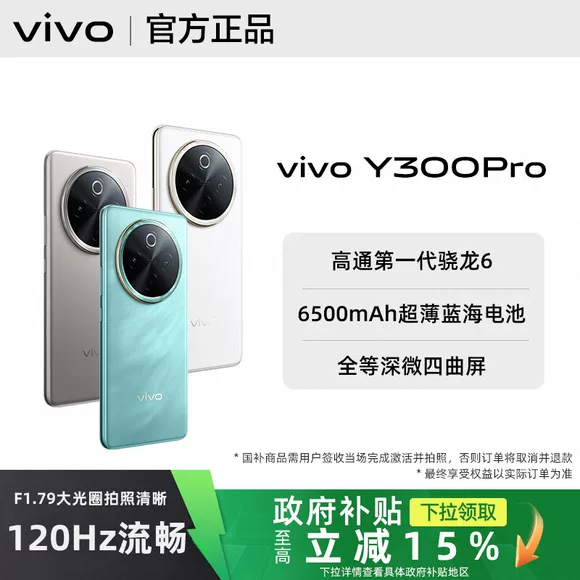 vivo 官方正品
vivo Y300Pro
高通第一代骁龙6
6500mAh超薄蓝海电池
全等深微四曲屏
vivo
* 国补商品需用户签收当场完成激活并拍照，否则订单将取消并退款
* 最终享受权益以实际订单为准
F1.79大光圈拍照清晰
120Hz流畅
政府补贴 下拉领取
至高 立减15%
下拉详情查看具体政府补贴地区